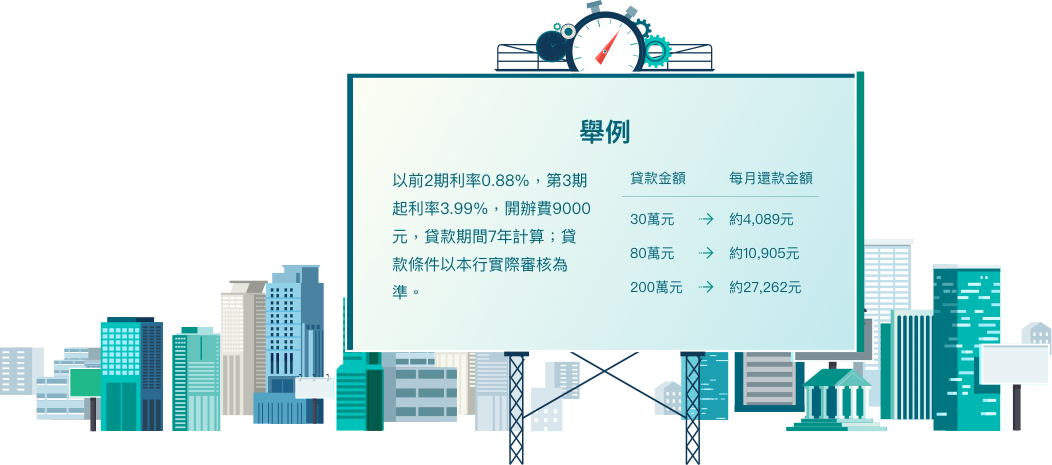 舉例
以前2期利率0.88%，第3期
起利率3.99%，開辦費9000
元，貸款期間7年計算；貸
款條件以本行實際審核為
準。
貸款金額 每月還款金額
30萬元 約4,089元
80萬元 約10,905元
200萬元 約27,262元